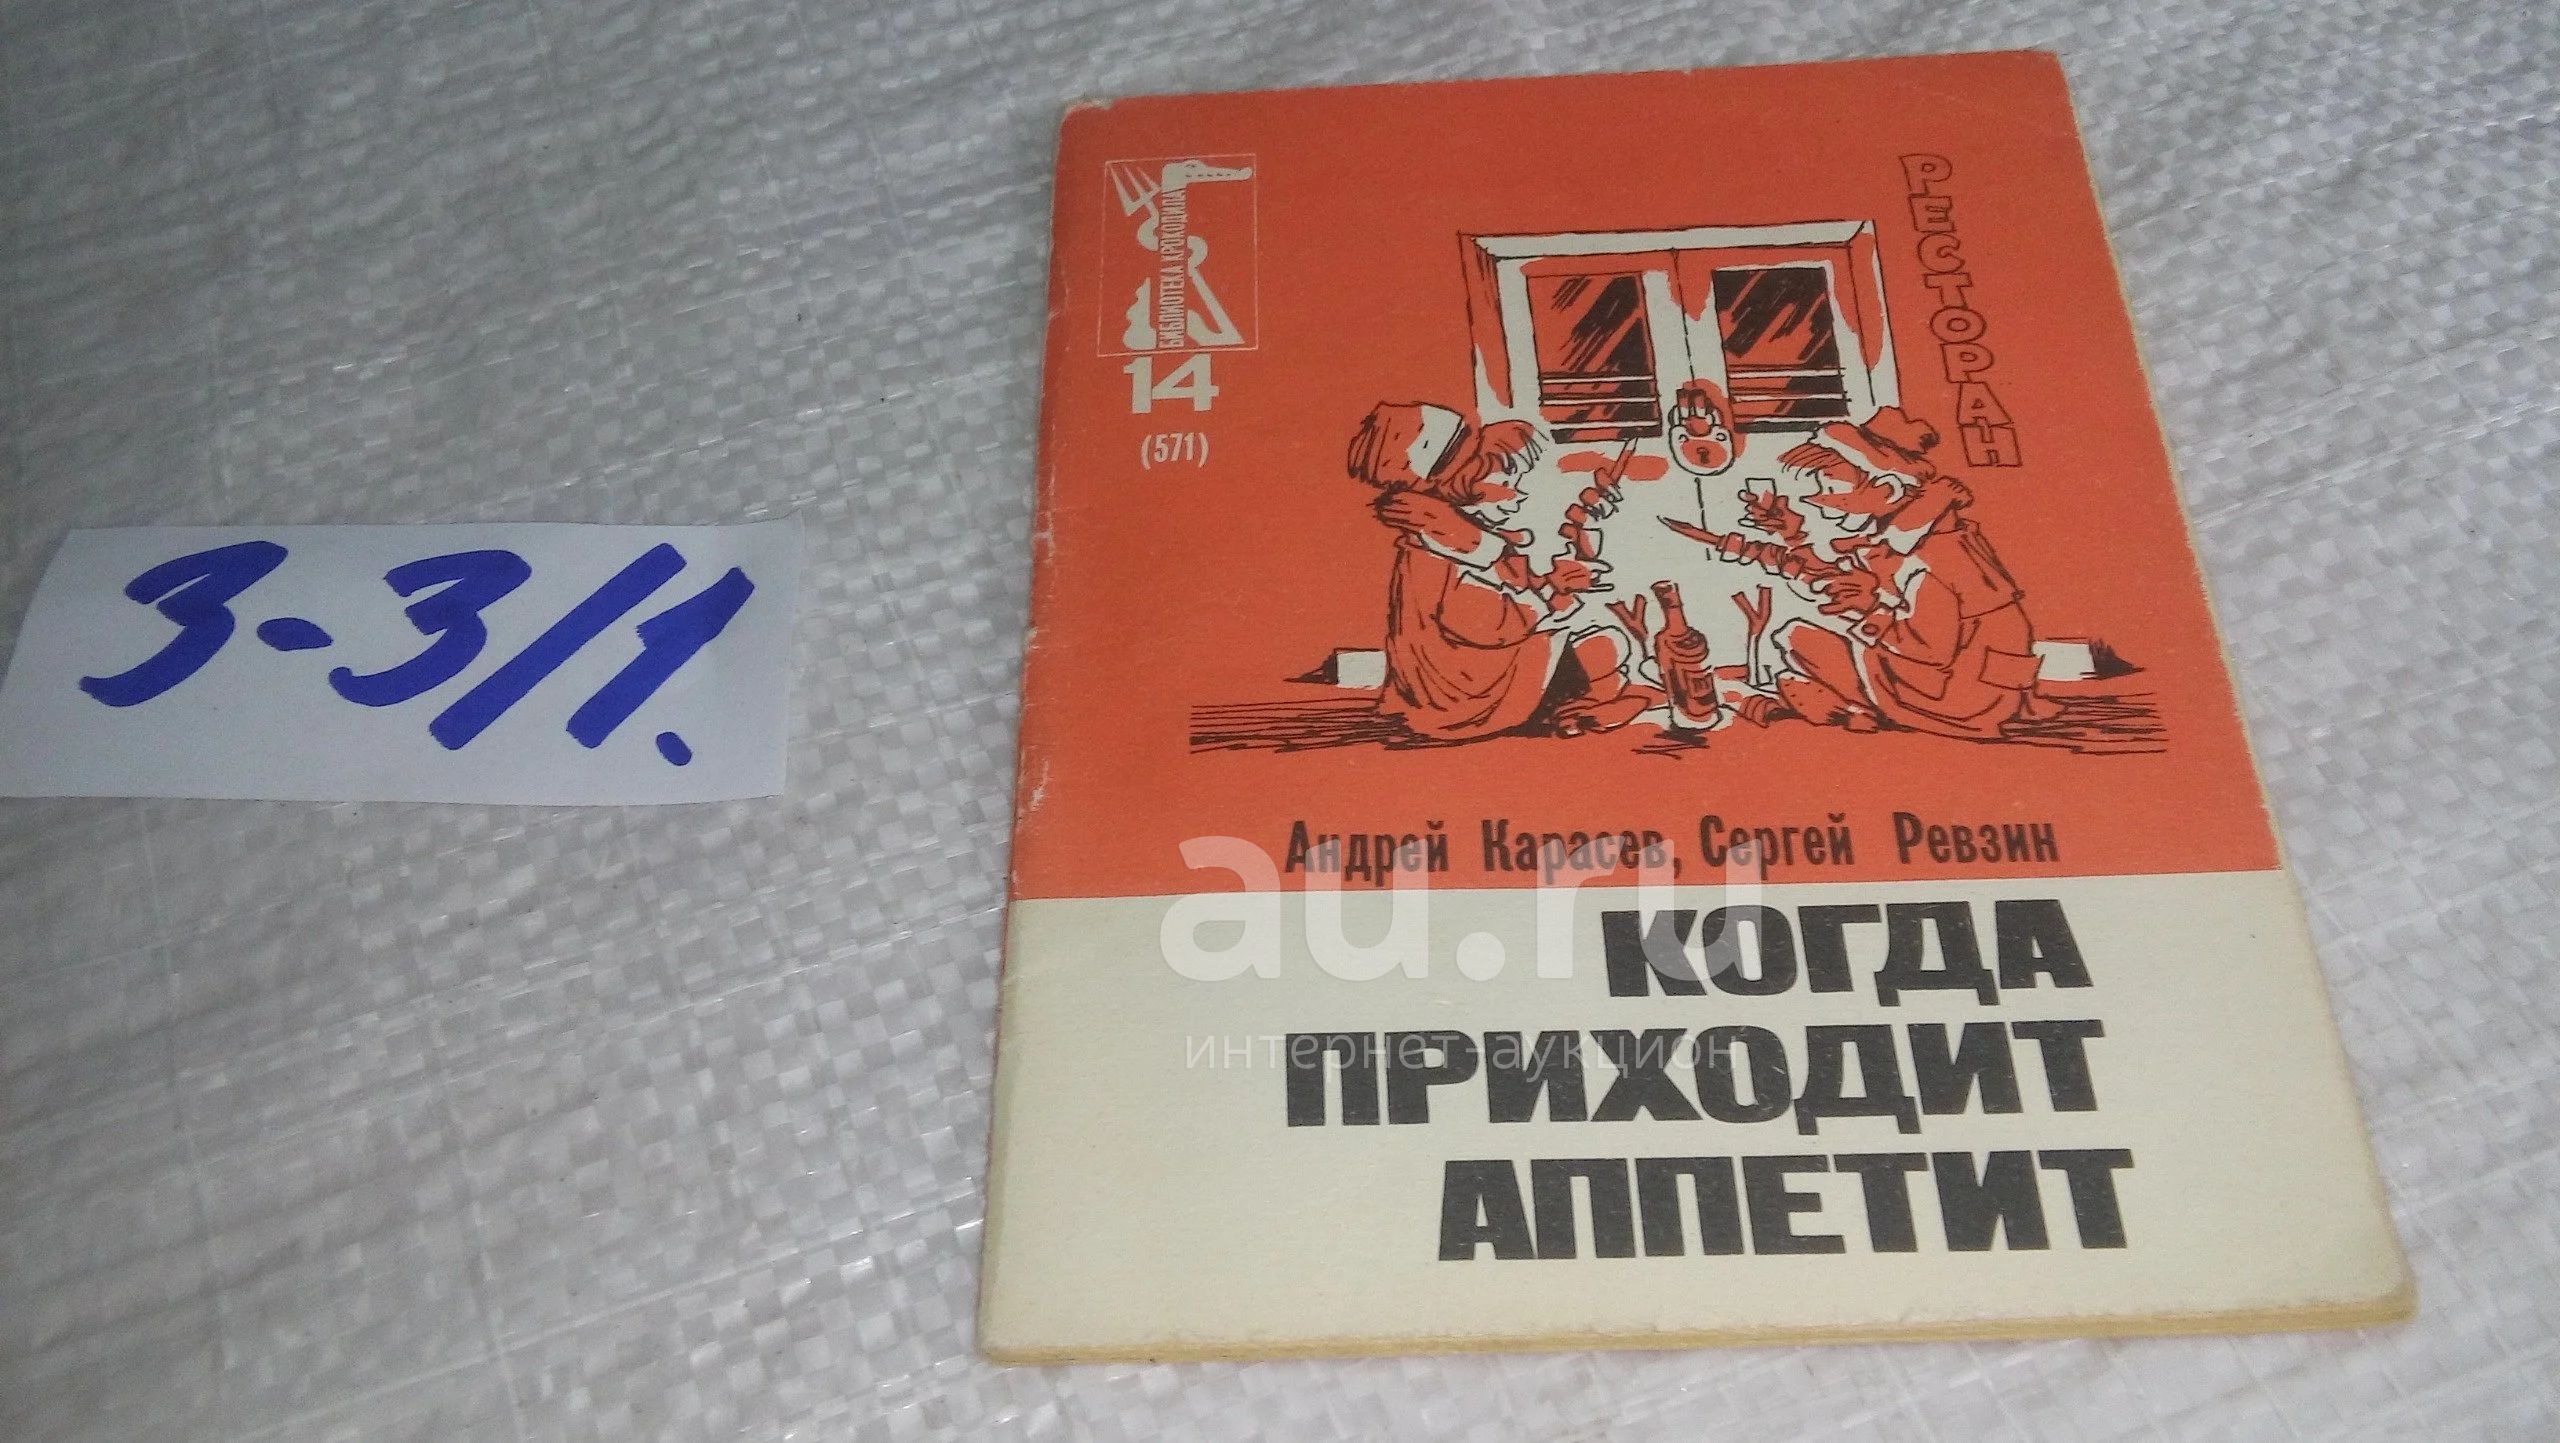 3-3/1.
БИБЛИОТЕКА КРОКОДИЛА
14
(571)
РЕСТОРАН
Андрей Карасев, Сергей Ревзин
КОГДА
ПРИХОДИТ
АППЕТИТ
au.ru
интернет-аукцион